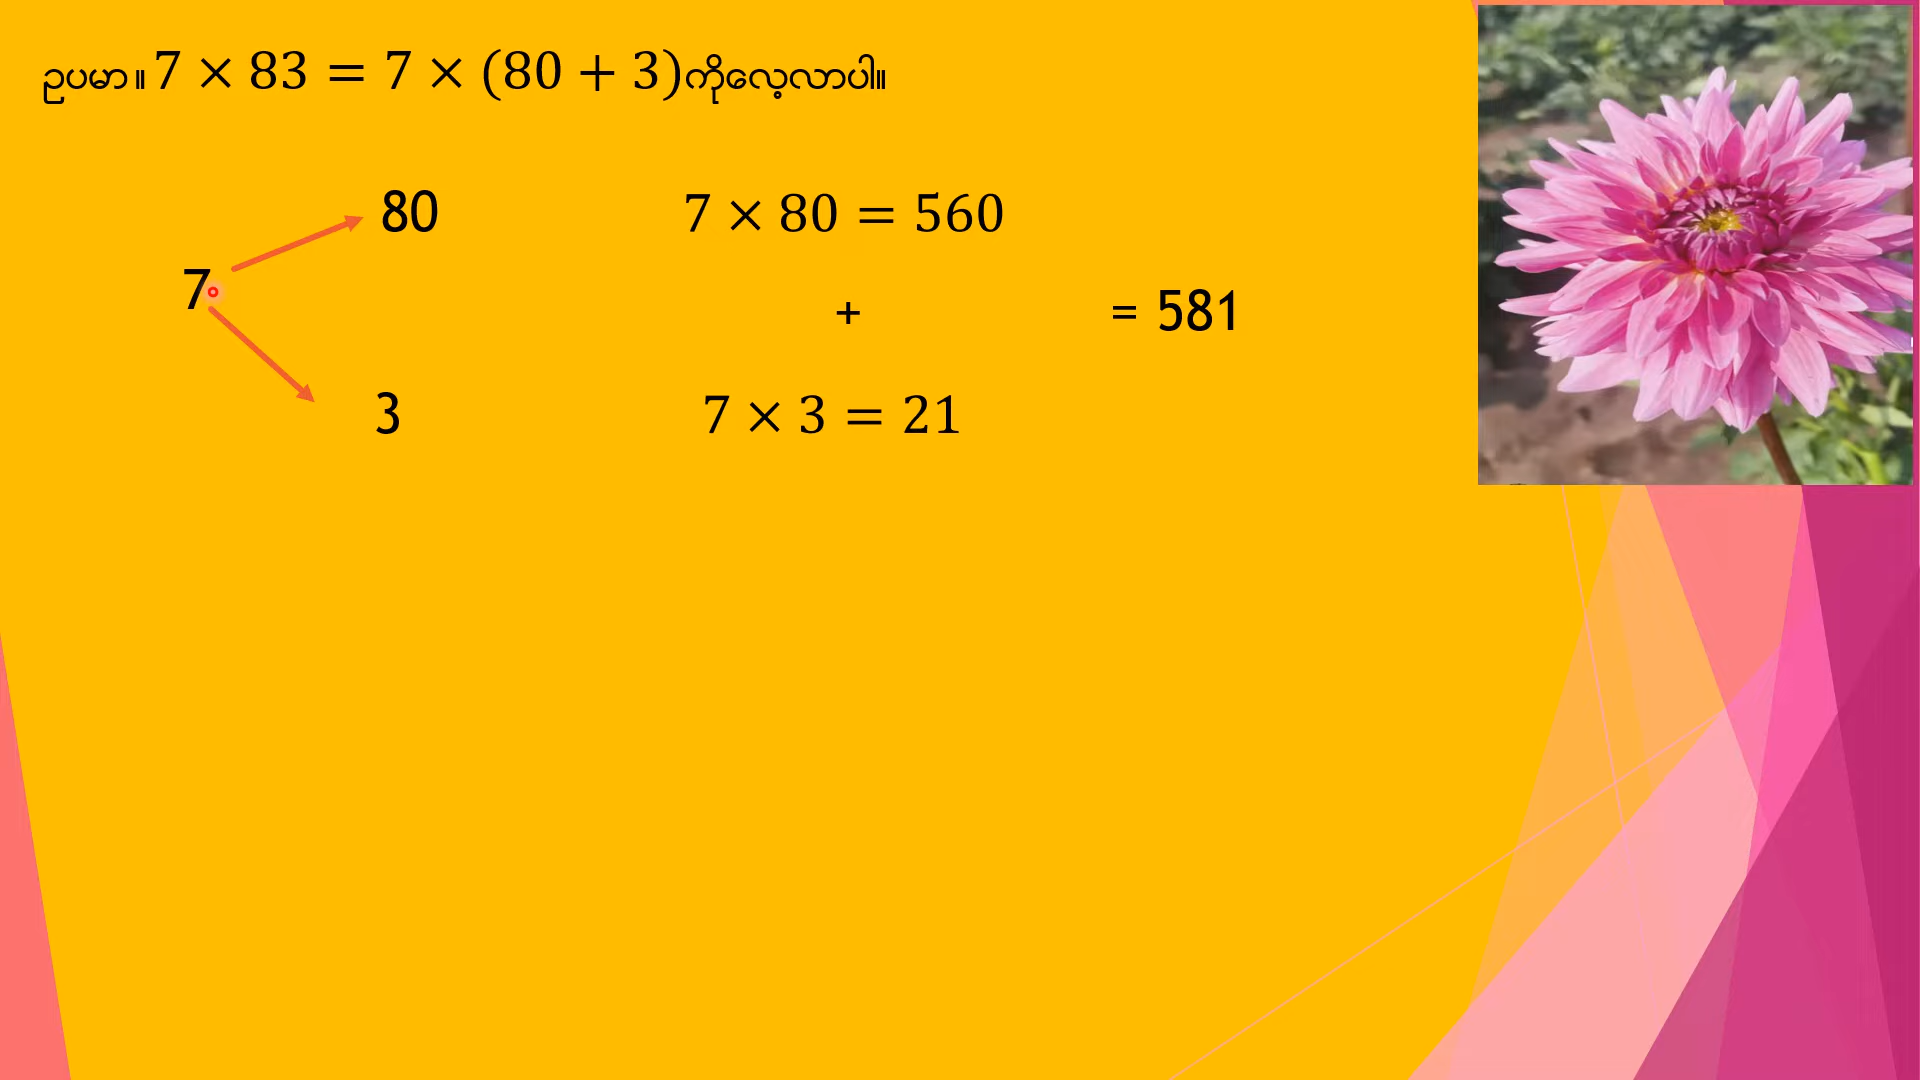 ဥပမာ။ 7 × 83 = 7 × (80 + 3)ကိုလေ့လာပါ။
80 7 × 80 = 560
7 + = 581
3 7 × 3 = 21